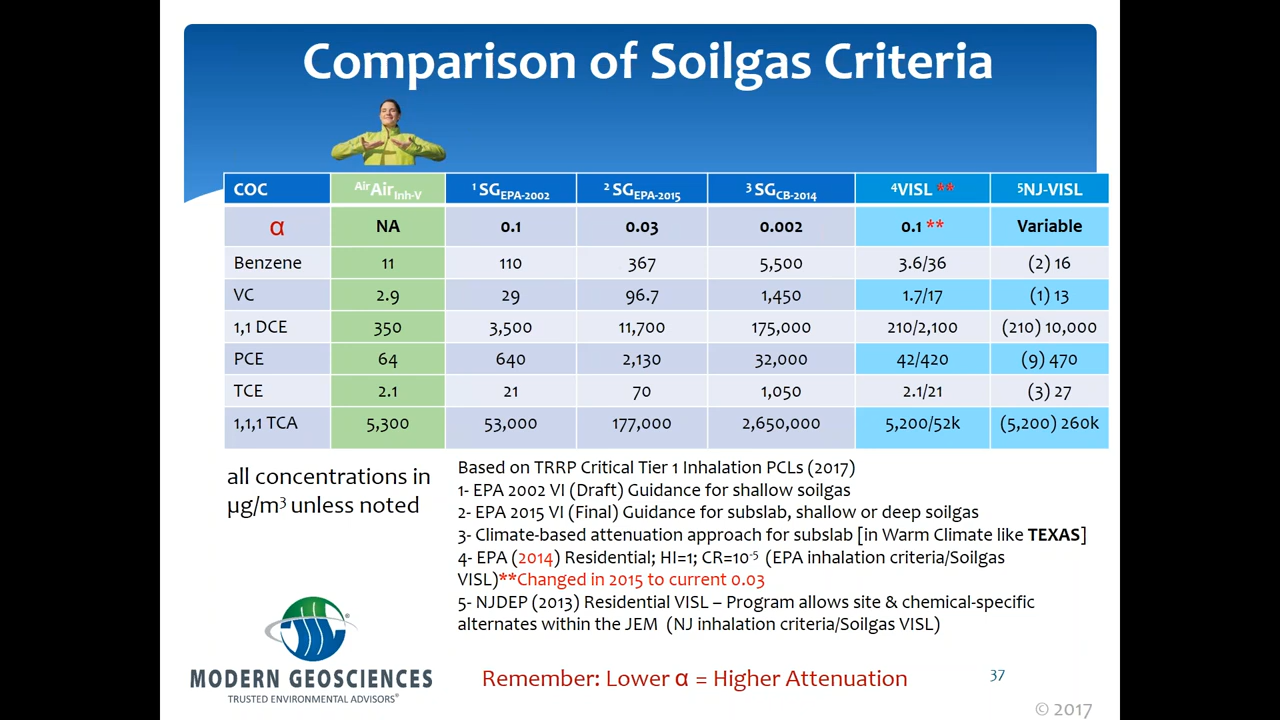 Comparison of Soilgas Criteria
COC AirAirInh-V 1 SGEPA-2002 2 SGEPA-2015 3 SGCB-2014 4VISL ** 5NJ-VISL
α NA 0.1 0.03 0.002 0.1 ** Variable
Benzene 11 110 367 5,500 3.6/36 (2) 16
VC 2.9 29 96.7 1,450 1.7/17 (1) 13
1,1 DCE 350 3,500 11,700 175,000 210/2,100 (210) 10,000
PCE 64 640 2,130 32,000 42/420 (9) 470
TCE 2.1 21 70 1,050 2.1/21 (3) 27
1,1,1 TCA 5,300 53,000 177,000 2,650,000 5,200/52k (5,200) 260k
all concentrations in
µg/m3 unless noted
Based on TRRP Critical Tier 1 Inhalation PCLs (2017)
1- EPA 2002 VI (Draft) Guidance for shallow soilgas
2- EPA 2015 VI (Final) Guidance for subslab, shallow or deep soilgas
3- Climate-based attenuation approach for subslab [in Warm Climate like TEXAS]
4- EPA (2014) Residential; HI=1; CR=10-5 (EPA inhalation criteria/Soilgas
VISL)**Changed in 2015 to current 0.03
5- NJDEP (2013) Residential VISL – Program allows site & chemical-specific
alternates within the JEM (NJ inhalation criteria/Soilgas VISL)
MODERN GEOSCIENCES
TRUSTED ENVIRONMENTAL ADVISORS®
Remember: Lower α = Higher Attenuation
37
© 2017